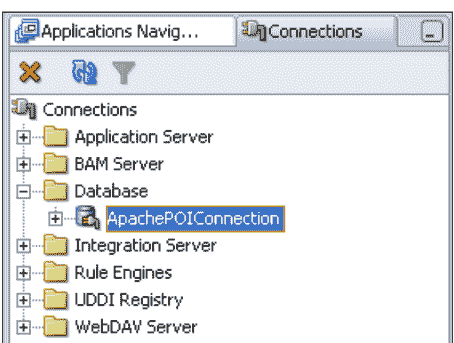 Applications Navig... Connections
Connections
Application Server
BAM Server
Database
ApachePOIConnection
Integration Server
Rule Engines
UDDI Registry
WebDAV Server